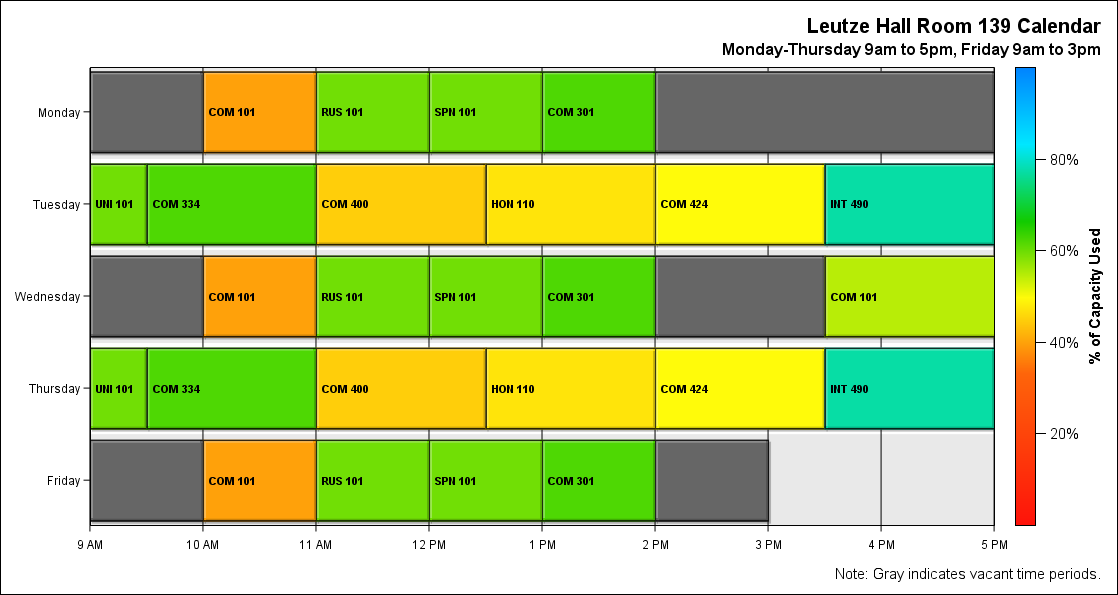 Leutze Hall Room 139 Calendar
Monday-Thursday 9am to 5pm, Friday 9am to 3pm
Monday COM 101 RUS 101 SPN 101 COM 301
80%
Tuesday UNI 101 COM 334 COM 400 HON 110 COM 424 INT 490
60%
Wednesday COM 101 RUS 101 SPN 101 COM 301 COM 101
% of Capacity Used
40%
Thursday UNI 101 COM 334 COM 400 HON 110 COM 424 INT 490
20%
Friday COM 101 RUS 101 SPN 101 COM 301
9 AM 10 AM 11 AM 12 PM 1 PM 2 PM 3 PM 4 PM 5 PM
Note: Gray indicates vacant time periods.